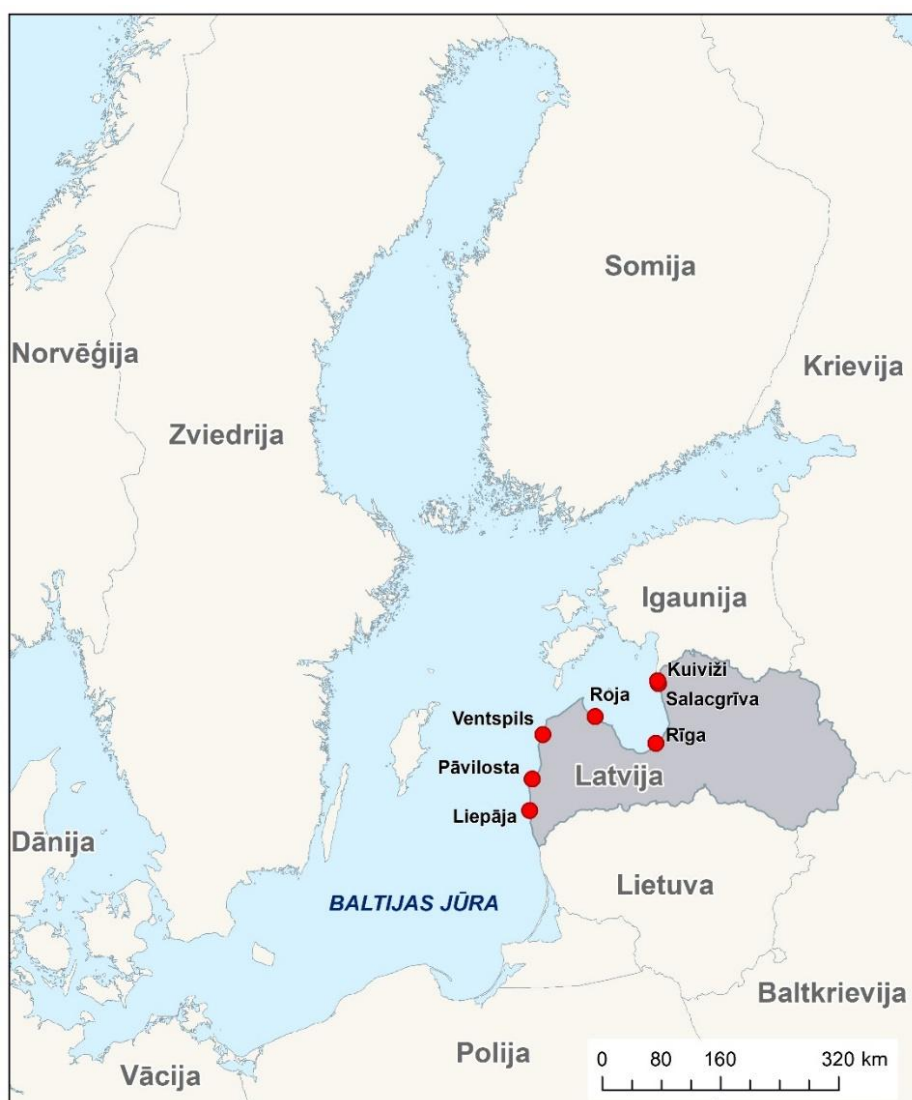 Somija
Norvēģija
Krievija
Zviedrija
Igaunija
Kuiviži
Roja
Salacgrīva
Ventspils
Rīga
Pāvilosta
Latvija
Liepāja
Dānija
Lietuva
BALTIJAS JŪRA
Baltkrievija
Polija
0 80 160 320 km
Vācija